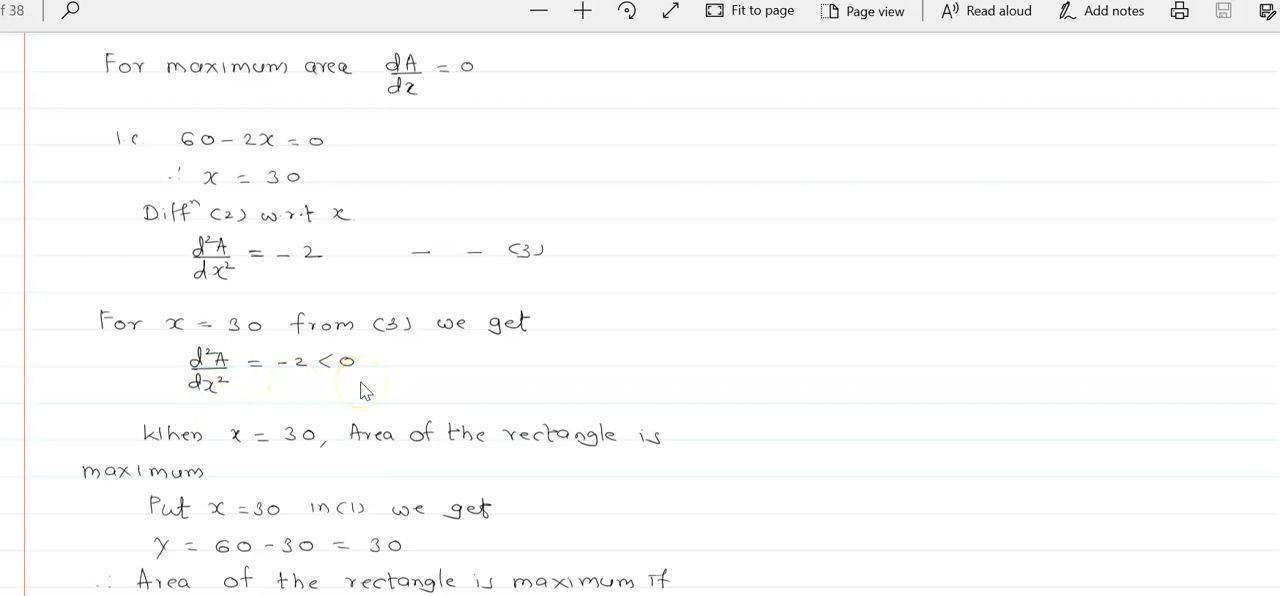 f 38 Fit to page Page view Read aloud Add notes
For maximum area dA/dx = 0
i.e 60 - 2x = 0
∴ x = 30
Diffⁿ (2) w.r.t x
d²A/dx² = - 2 - - (3)
For x = 30 from (3) we get
d²A/dx² = - 2 < 0
When x = 30, Area of the rectangle is
maximum
Put x = 30 in (1) we get
y = 60 - 30 = 30
∴ Area of the rectangle is maximum if